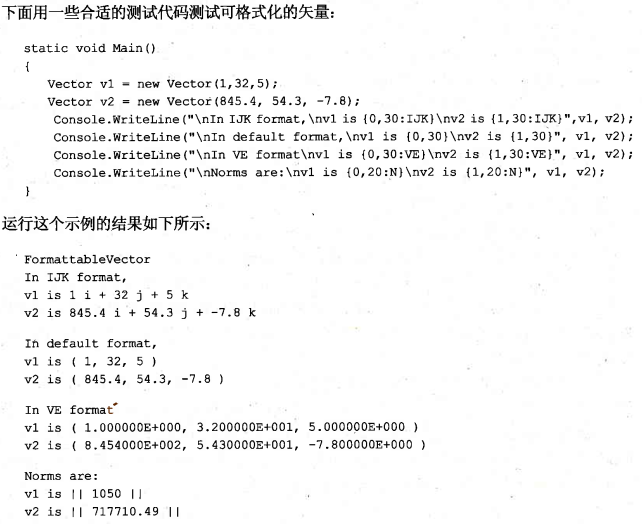 下面用一些合适的测试代码测试可格式化的矢量：
static void Main()
{
Vector v1 = new Vector(1,32,5);
Vector v2 = new Vector(845.4, 54.3, -7.8);
Console.WriteLine("\nIn IJK format,\nv1 is {0,30:IJK}\nv2 is {1,30:IJK}",v1, v2);
Console.WriteLine("\nIn default format,\nv1 is {0,30}\nv2 is {1,30}", v1, v2);
Console.WriteLine("\nIn VE format\nv1 is {0,30:VE}\nv2 is {1,30:VE}", v1, v2);
Console.WriteLine("\nNorms are:\nv1 is {0,20:N}\nv2 is {1,20:N}", v1, v2);
}
运行这个示例的结果如下所示：
FormattableVector
In IJK format,
v1 is 1 i + 32 j + 5 k
v2 is 845.4 i + 54.3 j + -7.8 k
In default format,
v1 is ( 1, 32, 5 )
v2 is ( 845.4, 54.3, -7.8 )
In VE format
v1 is ( 1.000000E+000, 3.200000E+001, 5.000000E+000 )
v2 is ( 8.454000E+002, 5.430000E+001, -7.800000E+000 )
Norms are:
v1 is || 1050 ||
v2 is || 717710.49 ||